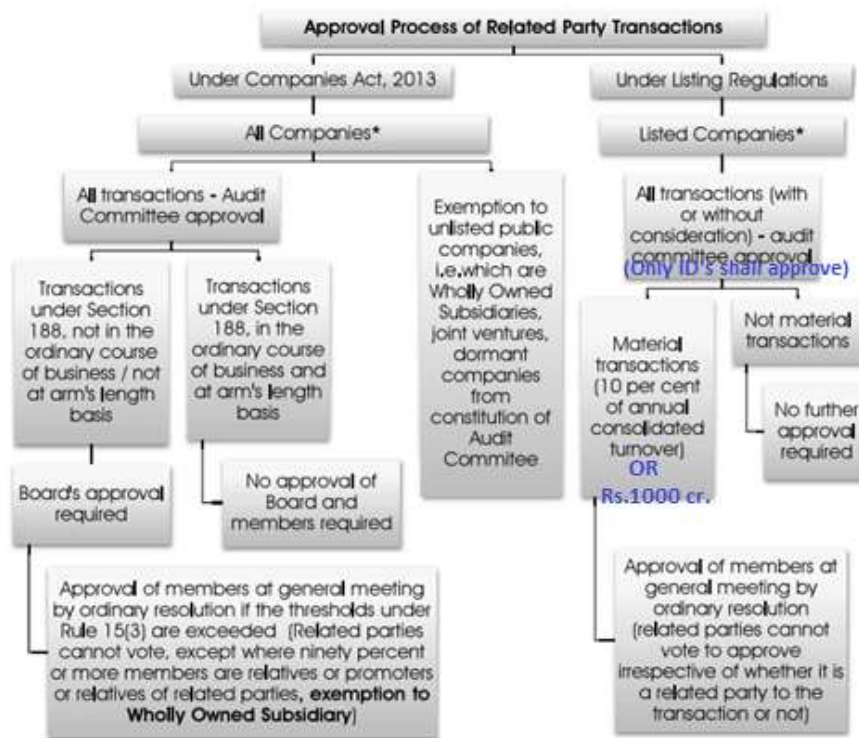 Approval Process of Related Party Transactions
Under Companies Act, 2013
Under Listing Regulations
All Companies*
Listed Companies*
All transactions - Audit
Committee approval
Exemption to
unlisted public
companies,
i.e.which are
Wholly Owned
Subsidiaries,
joint ventures,
dormant
companies
from
constitution of
Audit
Commitee
All transactions (with
or without
consideration) - audit
committee approval
(Only ID's shall approve)
Transactions
under Section
188, not in the
ordinary course
of business / not
at arm's length
basis
Transactions
under Section
188, in the
ordinary course
of business and
at arm's length
basis
Material
transactions
(10 per cent
of annual
consolidated
turnover)
OR
Rs.1000 cr.
Not material
transactions
No further
approval
required
Board's approval
required
No approval of
Board and
members required
Approval of members at general meeting
by ordinary resolution if the thresholds under
Rule 15(3) are exceeded (Related parties
cannot vote, except where ninety percent
or more members are relatives or promoters
or relatives of related parties, exemption to
Wholly Owned Subsidiary)
Approval of members at
general meeting by
ordinary resolution
(related parties cannot
vote to approve
irrespective of whether it is
a related party to the
transaction or not)